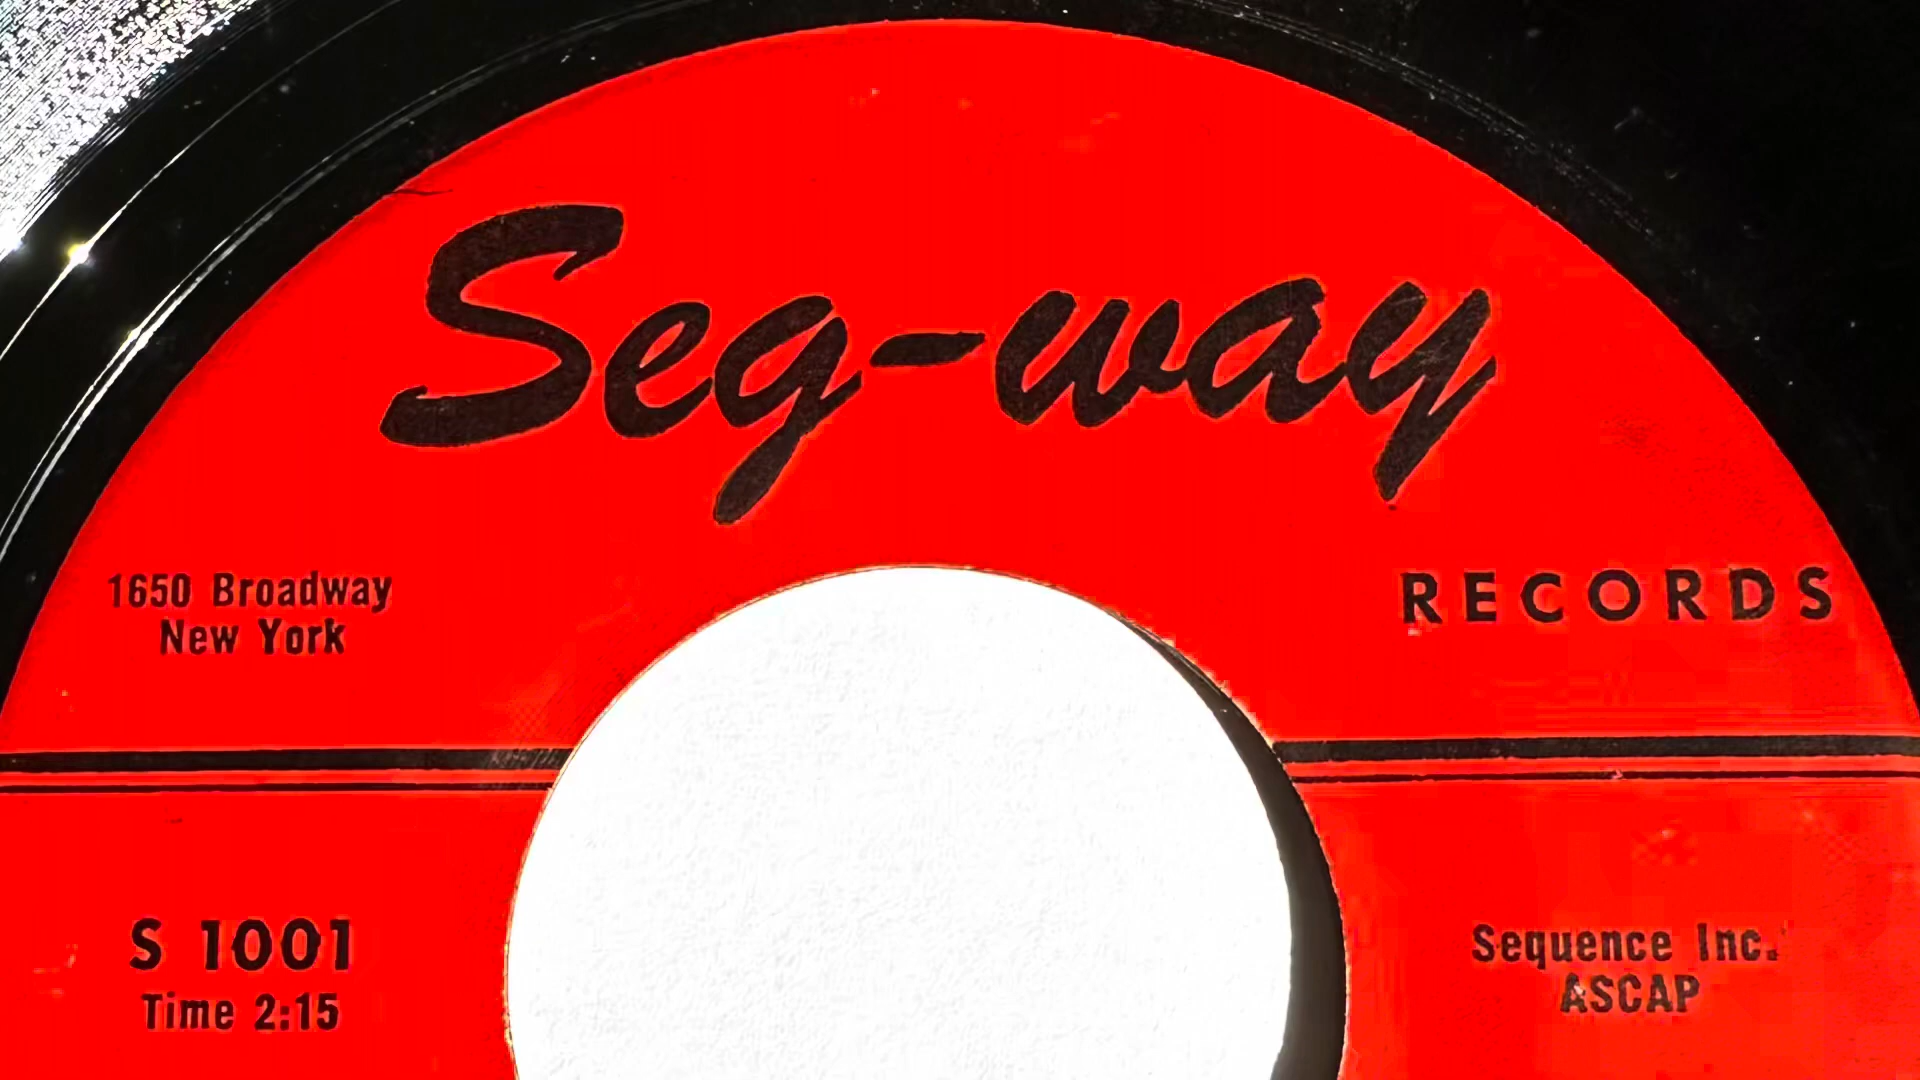 Seg-way
1650 Broadway
New York
RECORDS
S 1001
Time 2:15
Sequence Inc.
ASCAP